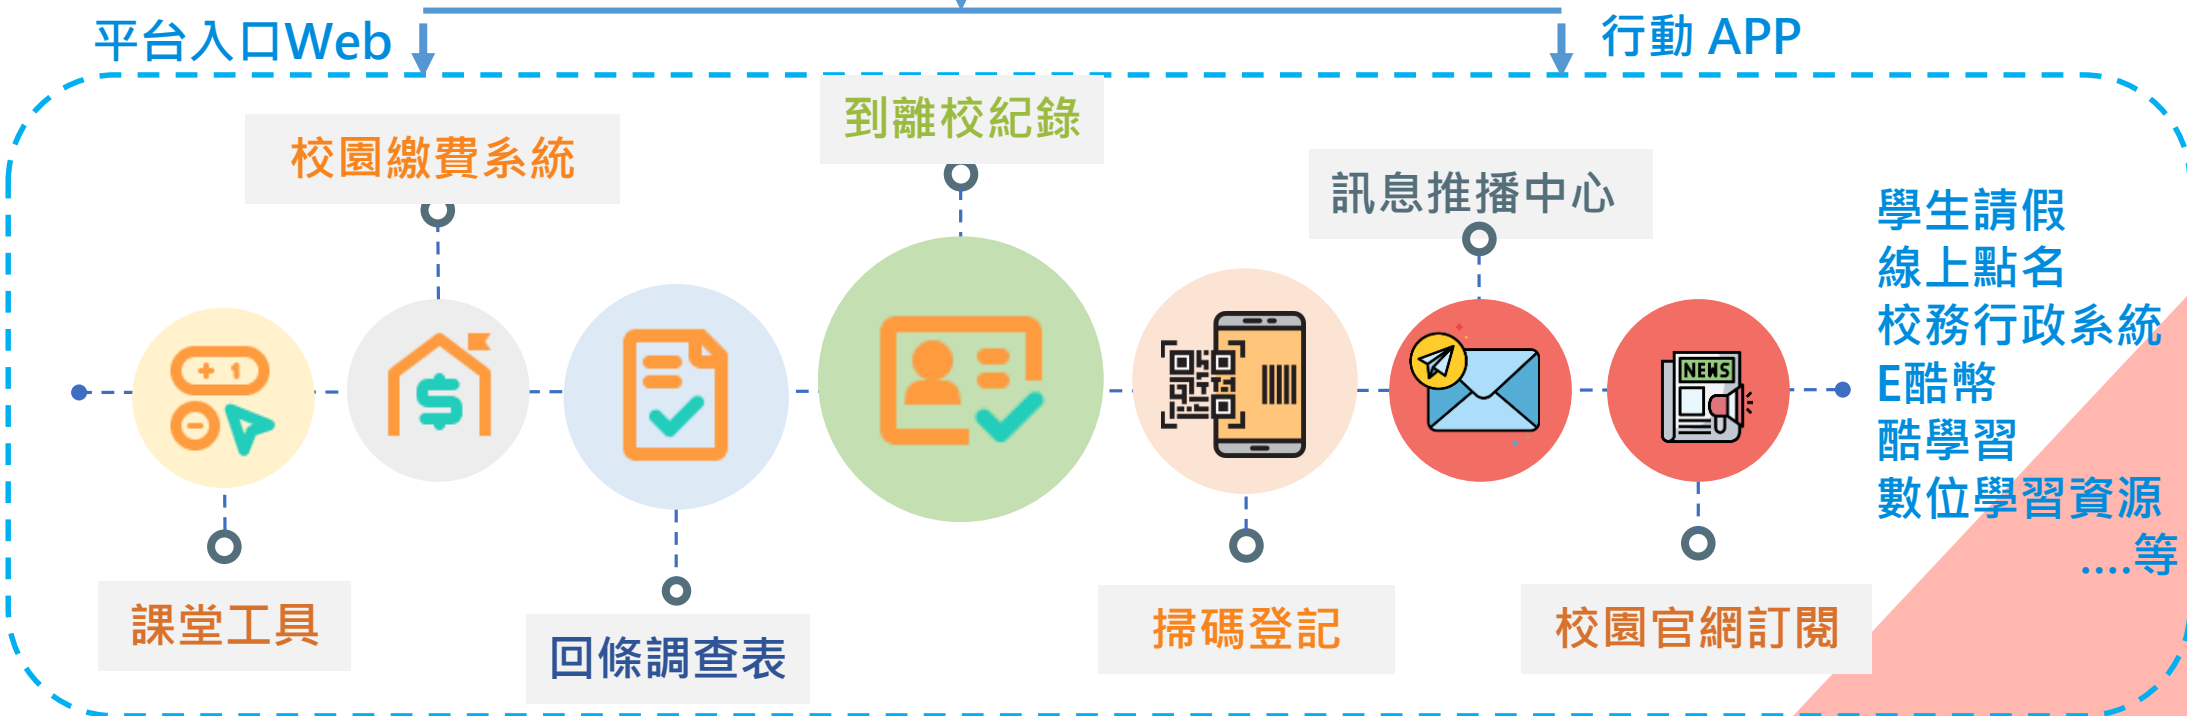 平台入口Web
行動 APP
到離校紀錄
校園繳費系統
訊息推播中心
學生請假
線上點名
校務行政系統
E酷幣
酷學習
數位學習資源
....等
+ 1
NEWS
課堂工具
回條調查表
掃碼登記
校園官網訂閱